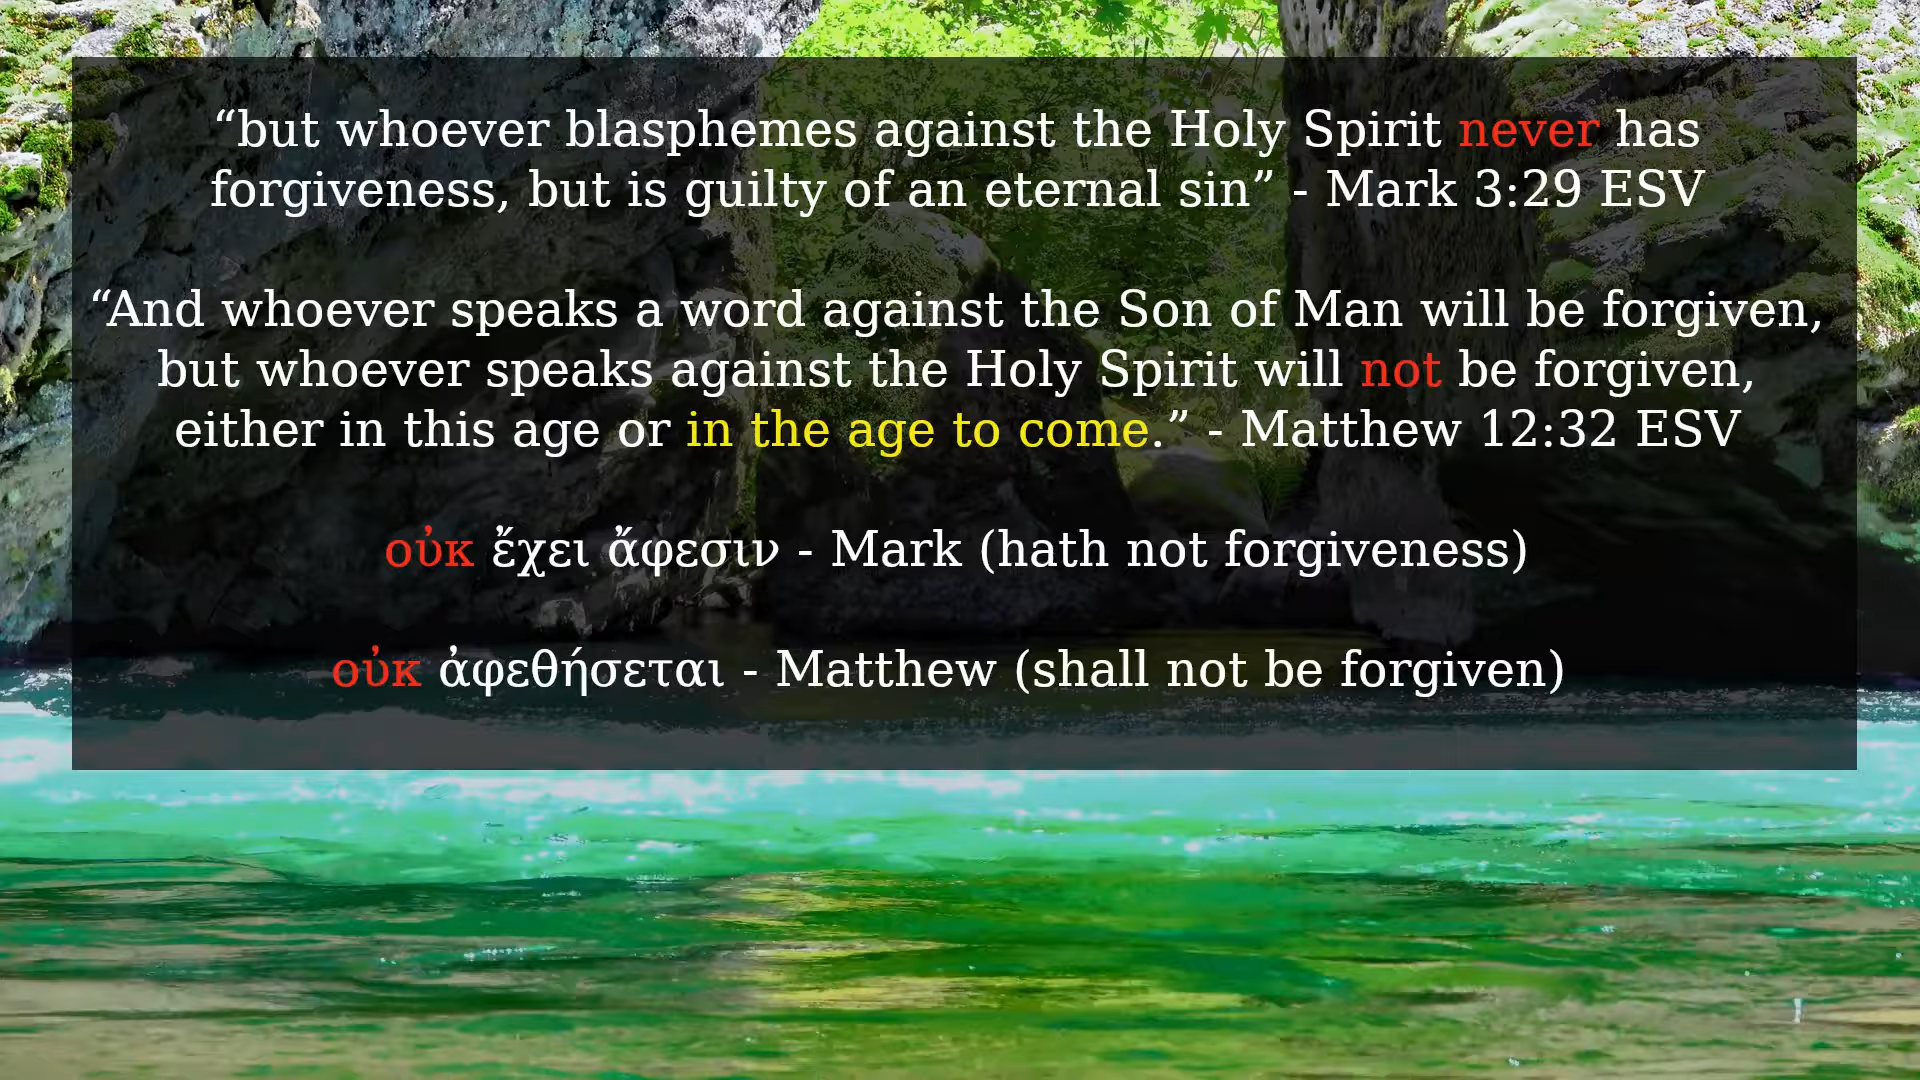 “but whoever blasphemes against the Holy Spirit never has
forgiveness, but is guilty of an eternal sin” - Mark 3:29 ESV
“And whoever speaks a word against the Son of Man will be forgiven,
but whoever speaks against the Holy Spirit will not be forgiven,
either in this age or in the age to come.” - Matthew 12:32 ESV
οὐκ ἔχει ἄφεσιν - Mark (hath not forgiveness)
οὐκ ἀφεθήσεται - Matthew (shall not be forgiven)